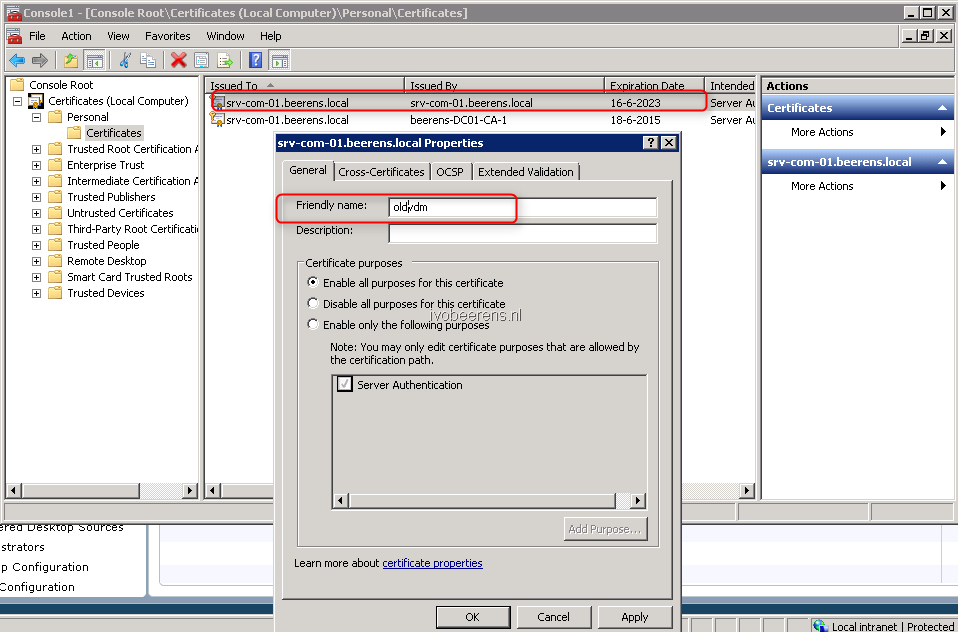 Console1 - [Console Root\Certificates (Local Computer)\Personal\Certificates]
File Action View Favorites Window Help
Console Root
Certificates (Local Computer)
Personal
Certificates
Trusted Root Certification A
Enterprise Trust
Intermediate Certification A
Trusted Publishers
Untrusted Certificates
Third-Party Root Certificati
Trusted People
Remote Desktop
Smart Card Trusted Roots
Trusted Devices
Issued To Issued By Expiration Date Intended
srv-com-01.beerens.local srv-com-01.beerens.local 16-6-2023 Server Au
srv-com-01.beerens.local beerens-DC01-CA-1 18-6-2015 Server Au
Actions
Certificates
More Actions
srv-com-01.beerens.local
More Actions
srv-com-01.beerens.local Properties
General Cross-Certificates OCSP Extended Validation
Friendly name: oldvdm
Description:
Certificate purposes
Enable all purposes for this certificate
Disable all purposes for this certificate
ivobeerens.nl
Enable only the following purposes
Note: You may only edit certificate purposes that are allowed by
the certification path.
Server Authentication
Add Purpose...
Learn more about certificate properties
OK Cancel Apply
ered Desktop Sources
strators
p Configuration
Configuration
Local intranet | Protected